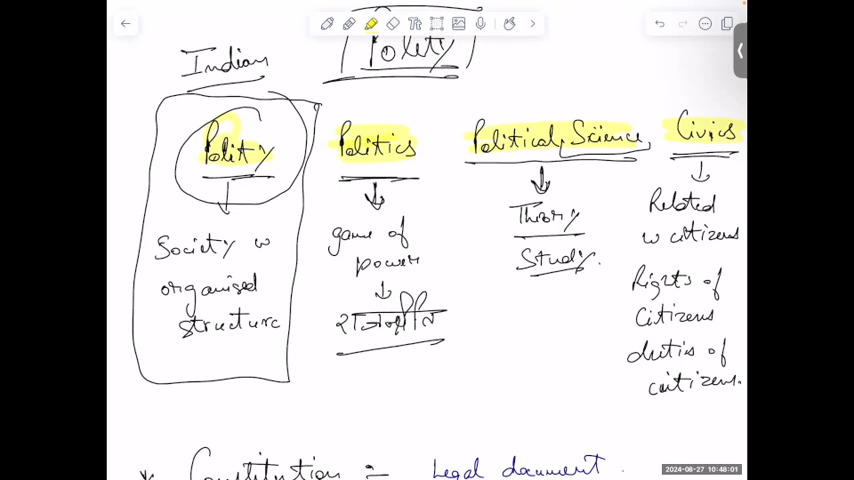 Indian
Polity
Polity
Politics
Political Science
Civics
Society w
organised
structure
game of
power
राजनीति
Theory
Study.
Related
w citizens
Rights of
Citizens
duties of
citizens.
* Constitution = Legal document.
2024-08-27 10:48:01